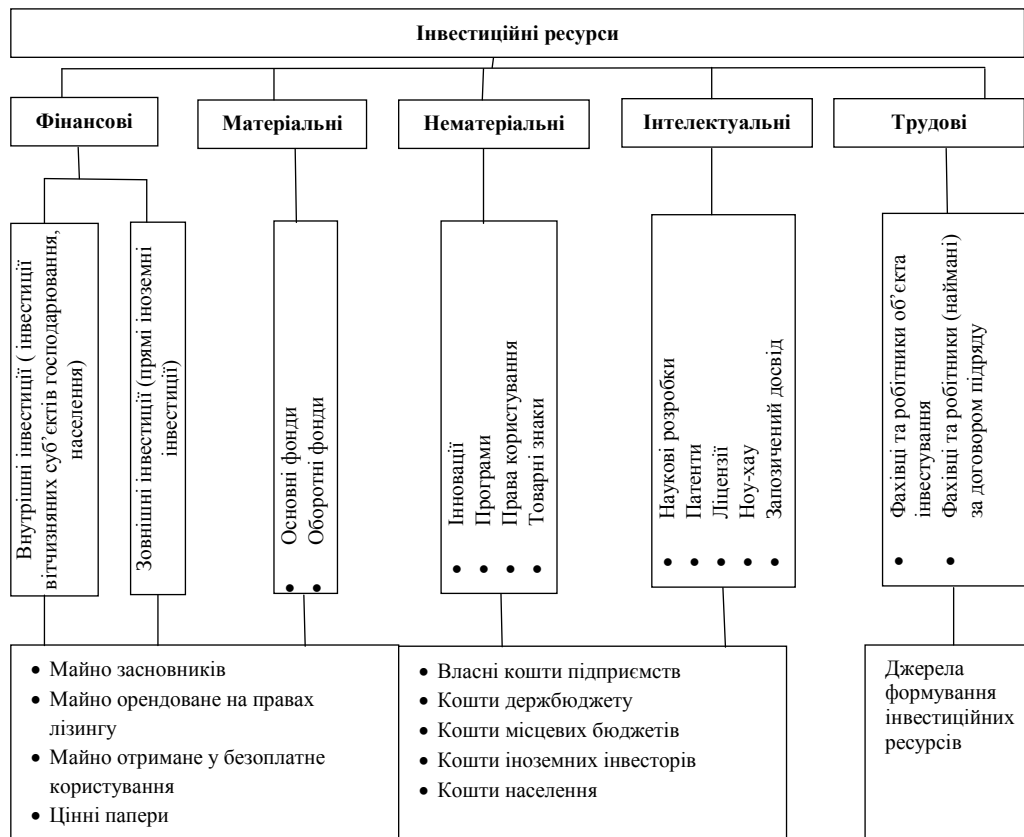 Інвестиційні ресурси
Фінансові
Матеріальні
Нематеріальні
Інтелектуальні
Трудові
Внутрішні інвестиції ( інвестиції
вітчизняних суб’єктів господарювання,
населення)
Зовнішні інвестиції (прямі іноземні
інвестиції)
• Основні фонди
• Оборотні фонди
• Інновації
• Програми
• Права користування
• Товарні знаки
• Наукові розробки
• Патенти
• Ліцензії
• Ноу-хау
• Запозичений досвід
• Фахівці та робітники об’єкта
інвестування
• Фахівці та робітники (наймані)
за договором підряду
• Майно засновників
• Майно орендоване на правах
лізингу
• Майно отримане у безоплатне
користування
• Цінні папери
• Власні кошти підприємств
• Кошти держбюджету
• Кошти місцевих бюджетів
• Кошти іноземних інвесторів
• Кошти населення
Джерела
формування
інвестиційних
ресурсів